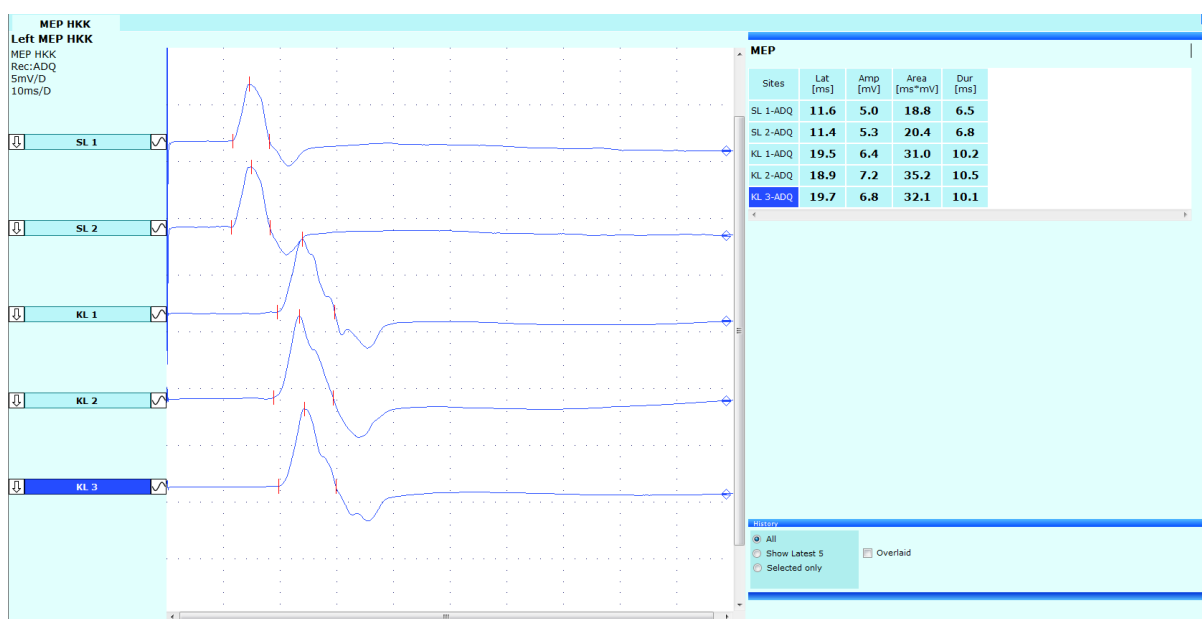 MEP HKK
Left MEP HKK
MEP HKK
Rec:ADQ
5mV/D
10ms/D
SL 1
SL 2
KL 1
KL 2
KL 3
MEP
Sites Lat [ms] Amp [mV] Area [ms*mV] Dur [ms]
SL 1-ADQ 11.6 5.0 18.8 6.5
SL 2-ADQ 11.4 5.3 20.4 6.8
KL 1-ADQ 19.5 6.4 31.0 10.2
KL 2-ADQ 18.9 7.2 35.2 10.5
KL 3-ADQ 19.7 6.8 32.1 10.1
History
All
Show Latest 5
Overlaid
Selected only